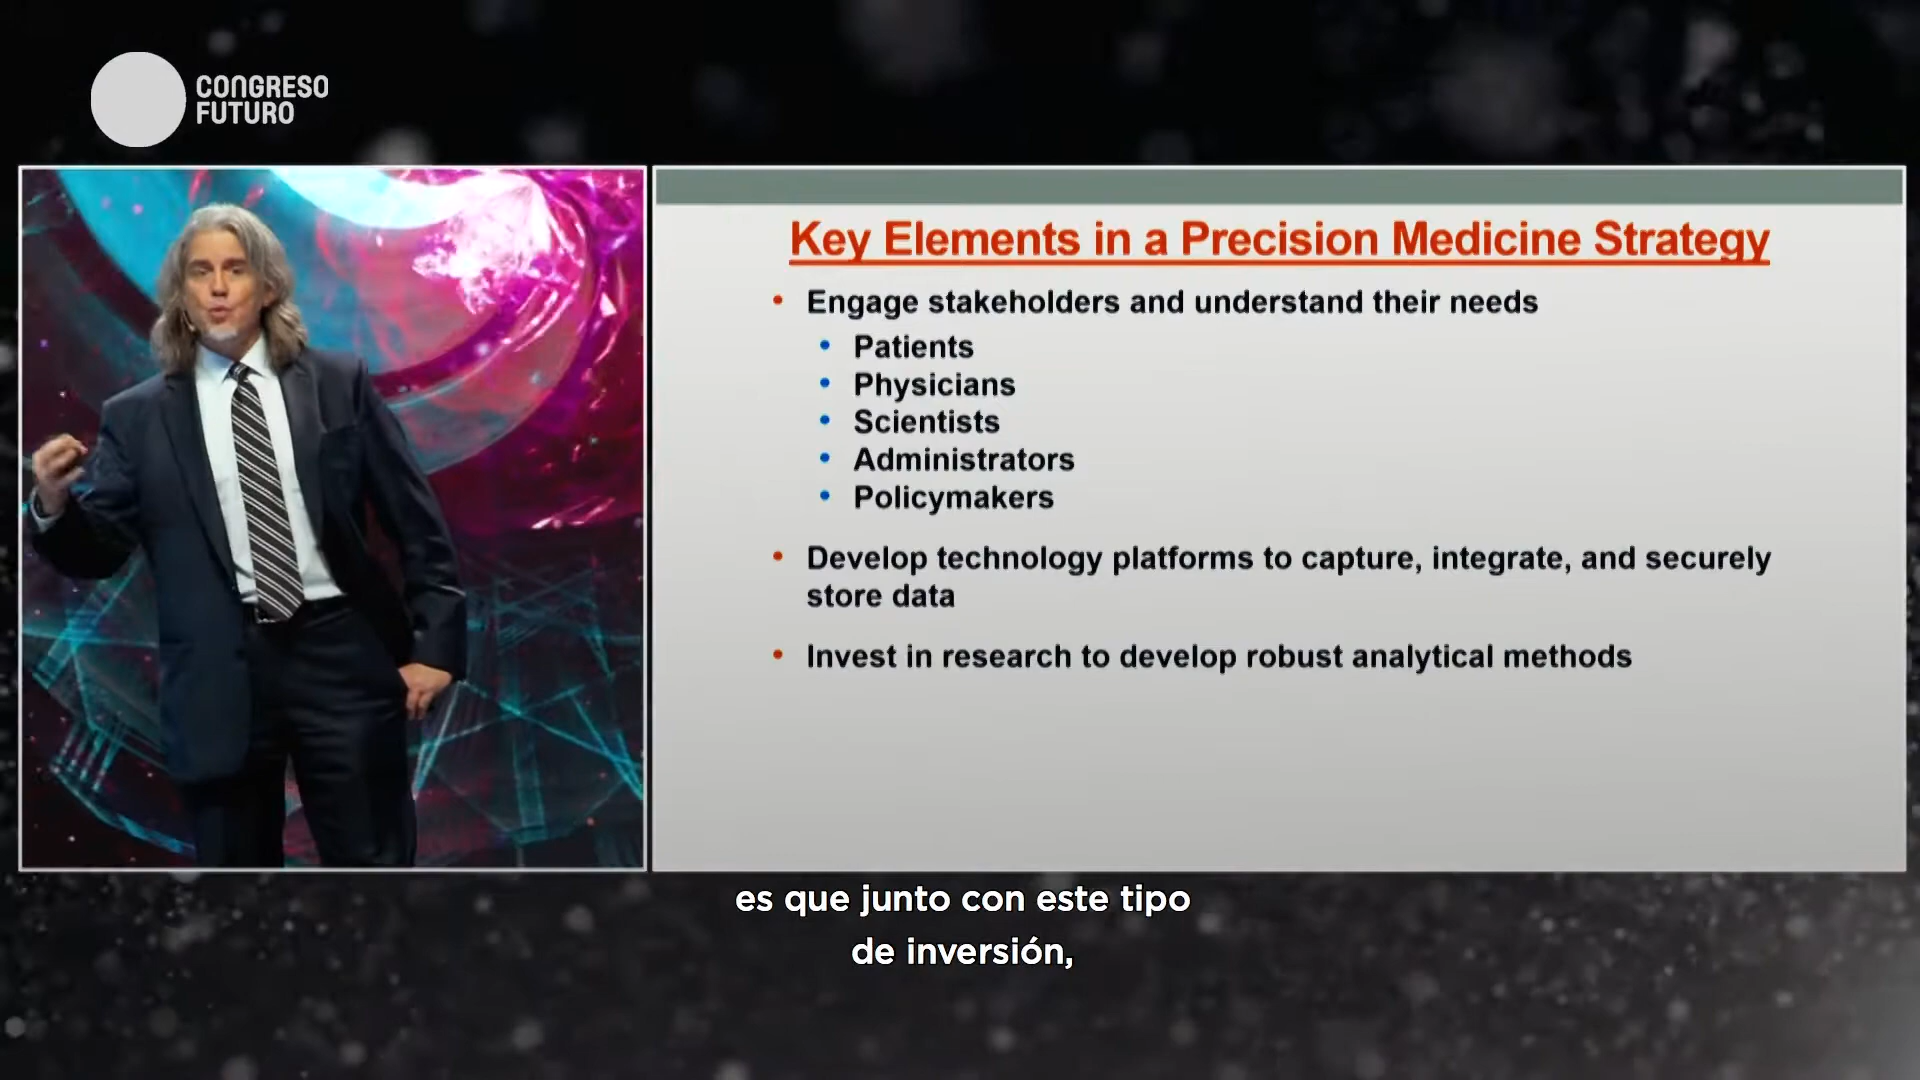 CONGRESO
FUTURO
Key Elements in a Precision Medicine Strategy
• Engage stakeholders and understand their needs
• Patients
• Physicians
• Scientists
• Administrators
• Policymakers
• Develop technology platforms to capture, integrate, and securely
store data
• Invest in research to develop robust analytical methods
es que junto con este tipo
de inversión,